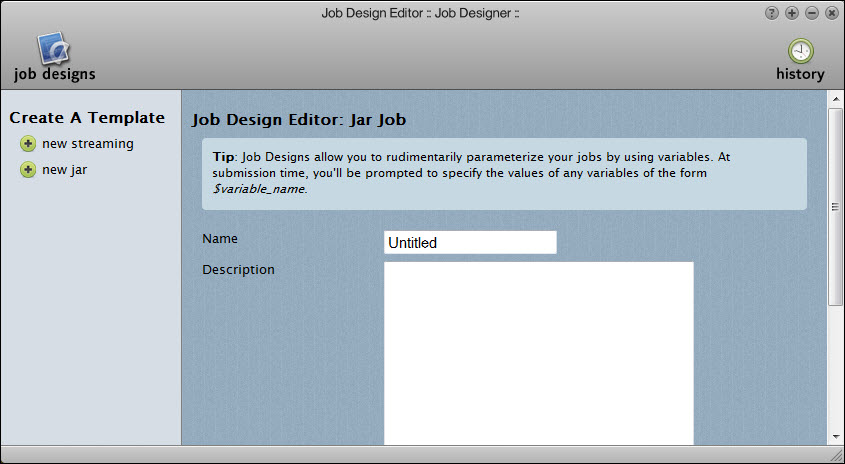 Job Design Editor :: Job Designer ::
job designs
history
Create A Template
new streaming
new jar
Job Design Editor: Jar Job
Tip: Job Designs allow you to rudimentarily parameterize your jobs by using variables. At
submission time, you'll be prompted to specify the values of any variables of the form
$variable_name.
Name
Untitled
Description